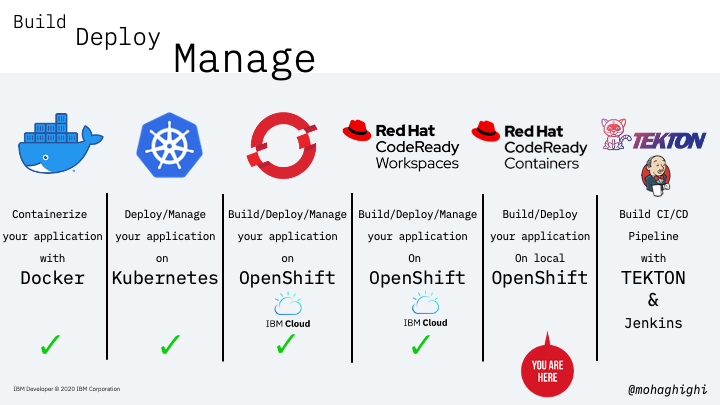 Build
Deploy
Manage
Red Hat
CodeReady
Workspaces
Red Hat
CodeReady
Containers
TEKTON
Containerize
your application
with
Docker
Deploy/Manage
your application
on
Kubernetes
Build/Deploy/Manage
your application
on
OpenShift
IBM Cloud
Build/Deploy/Manage
your application
On
OpenShift
IBM Cloud
Build/Deploy
your application
On local
OpenShift
YOU ARE
HERE
Build CI/CD
Pipeline
with
TEKTON
&
Jenkins
IBM Developer © 2020 IBM Corporation
@mohaghighi